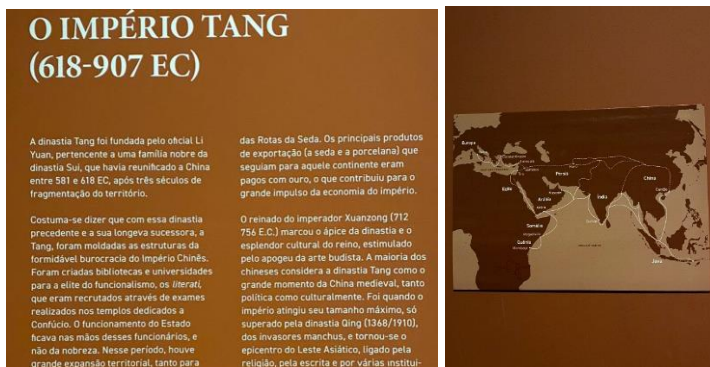 O IMPÉRIO TANG
(618-907 EC)
A dinastia Tang foi fundada pelo oficial Li
Yuan, pertencente a uma família nobre da
dinastia Sui, que havia reunificado a China
entre 581 e 618 EC, após três séculos de
fragmentação do território.
Costuma-se dizer que com essa dinastia
precedente e a sua longeva sucessora, a
Tang, foram moldadas as estruturas da
formidável burocracia do Império Chinês.
Foram criadas bibliotecas e universidades
para a elite do funcionalismo, os literati,
que eram recrutados através de exames
realizados nos templos dedicados a
Confúcio. O funcionamento do Estado
ficava nas mãos desses funcionários, e
não da nobreza. Nesse período, houve
grande expansão territorial, tanto para
das Rotas da Seda. Os principais produtos
de exportação (a seda e a porcelana) que
seguiam para aquele continente eram
pagos com ouro, o que contribuiu para o
grande impulso da economia do império.
O reinado do imperador Xuanzong (712
756 E.C.) marcou o ápice da dinastia e o
esplendor cultural do reino, estimulado
pelo apogeu da arte budista. A maioria dos
chineses considera a dinastia Tang como o
grande momento da China medieval, tanto
política como culturalmente. Foi quando o
império atingiu seu tamanho máximo, só
superado pela dinastia Qing (1368/1910),
dos invasores manchus, e tornou-se o
epicentro do Leste Asiático, ligado pela
religião, pela escrita e por várias institui-
Europa
China
Pérsia
Egito
Índia
Arábia
Somália
Java